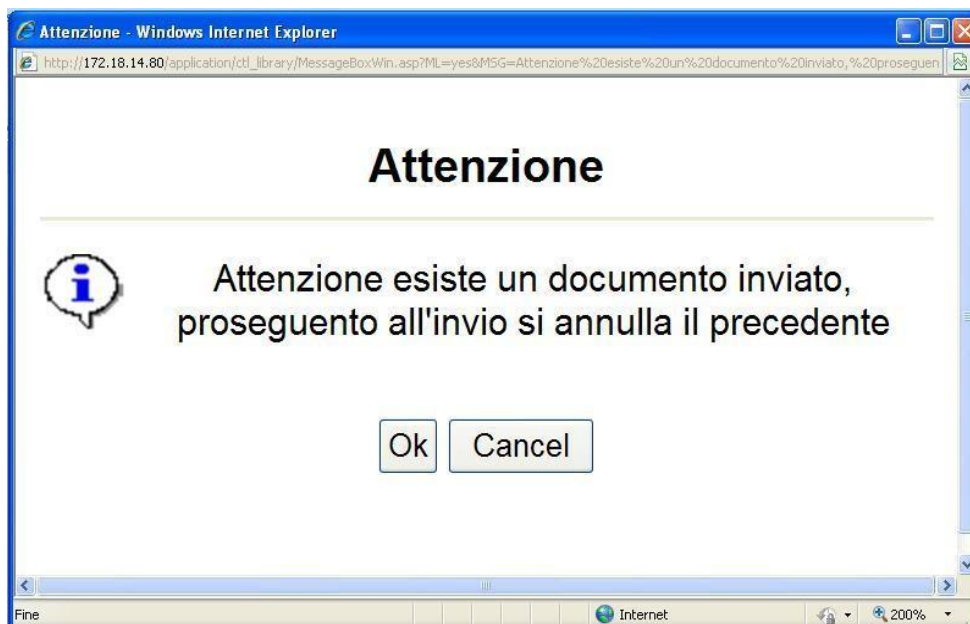 Attenzione - Windows Internet Explorer
http://172.18.14.80/application/ctl_library/MessageBoxWin.asp?ML=yes&MSG=Attenzione%20esiste%20un%20documento%20inviato,%20proseguen
Attenzione
Attenzione esiste un documento inviato,
proseguento all'invio si annulla il precedente
Ok Cancel
Fine Internet 200%